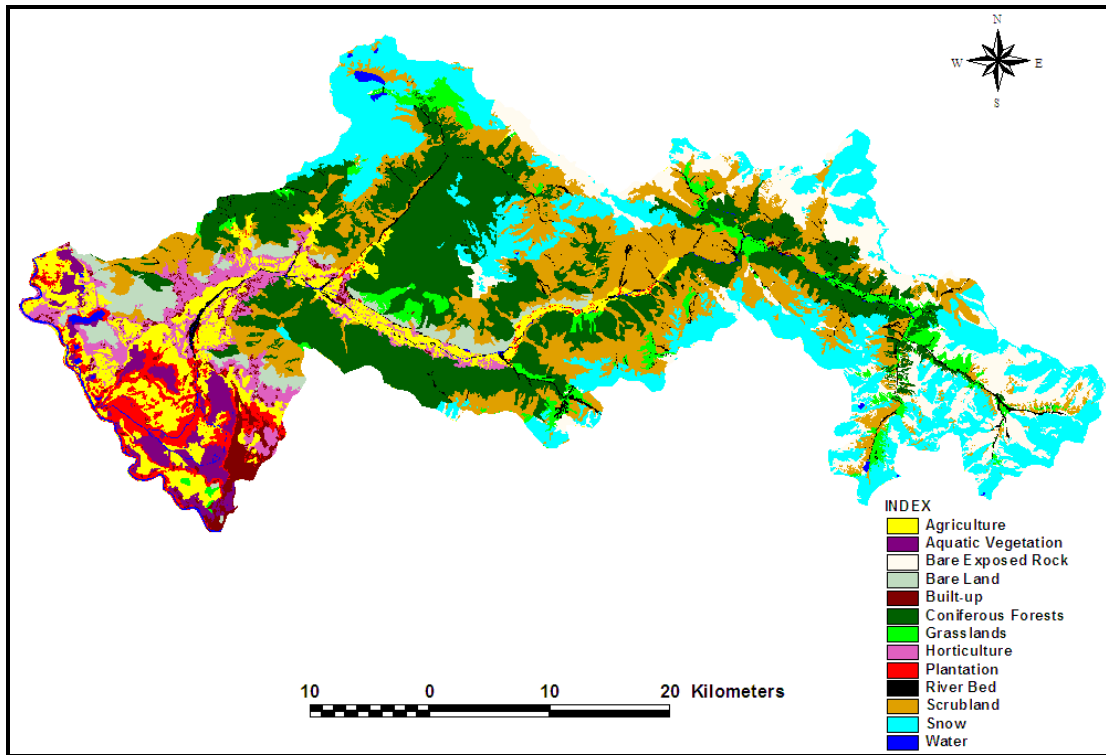 N
W E
S
INDEX
Agriculture
Aquatic Vegetation
Bare Exposed Rock
Bare Land
Built-up
Coniferous Forests
Grasslands
Horticulture
Plantation
River Bed
Scrubland
Snow
Water
10 0 10 20 Kilometers